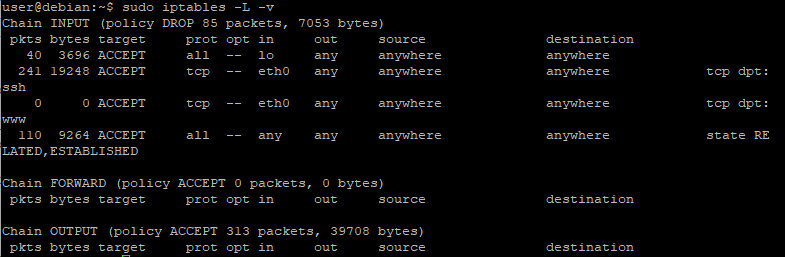 user@debian:~$ sudo iptables -L -v
Chain INPUT (policy DROP 85 packets, 7053 bytes)
 pkts bytes target     prot opt in     out     source               destination
   40  3696 ACCEPT     all  --  lo     any     anywhere             anywhere
  241 19248 ACCEPT     tcp  --  eth0   any     anywhere             anywhere            tcp dpt:
ssh
    0     0 ACCEPT     tcp  --  eth0   any     anywhere             anywhere            tcp dpt:
www
  110  9264 ACCEPT     all  --  any    any     anywhere             anywhere            state RE
LATED,ESTABLISHED

Chain FORWARD (policy ACCEPT 0 packets, 0 bytes)
 pkts bytes target     prot opt in     out     source               destination

Chain OUTPUT (policy ACCEPT 313 packets, 39708 bytes)
 pkts bytes target     prot opt in     out     source               destination